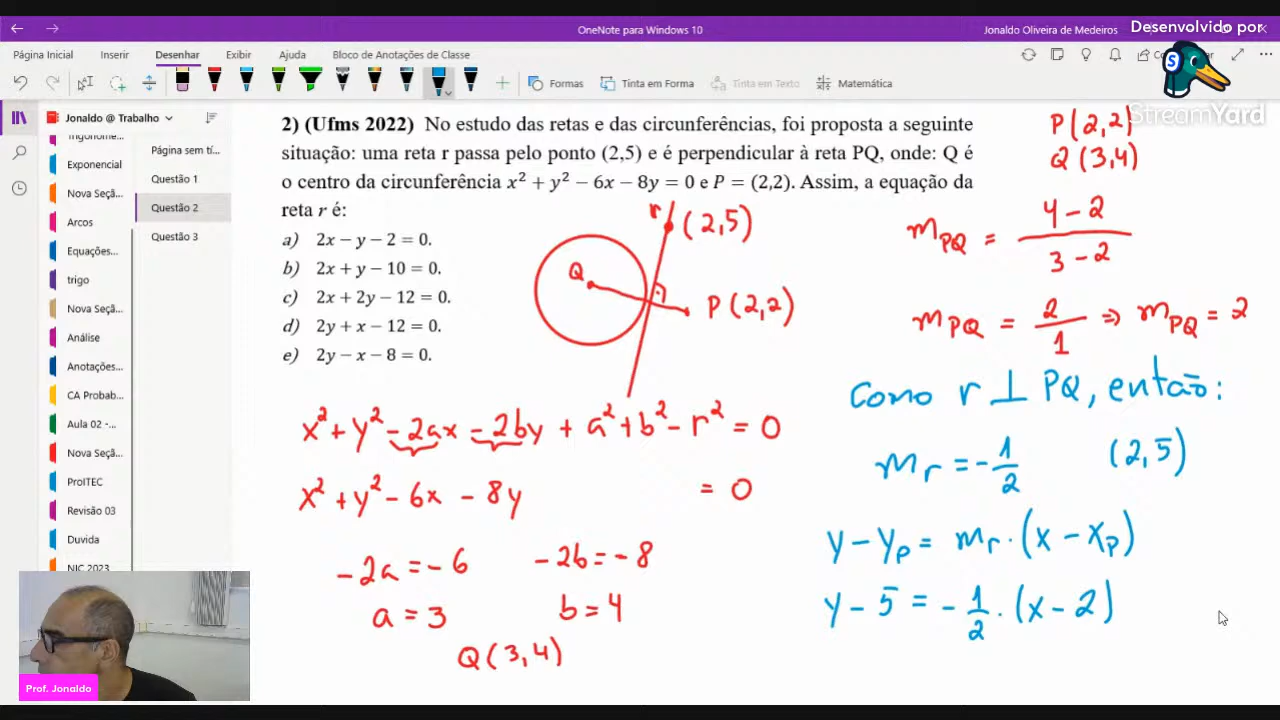 OneNote para Windows 10
Jonaldo Oliveira de Medeiros
Desenvolvido por
StreamYard
Página Inicial
Inserir
Desenhar
Exibir
Ajuda
Bloco de Anotações de Classe
Formas
Tinta em Forma
Tinta em Texto
Matemática
Jonaldo @ Trabalho
Exponencial
Nova Seçã...
Arcos
Equações...
trigo
Nova Seçã...
Análise
Anotações...
CA Probab...
Aula 02 -...
Nova Seçã...
ProITEC
Revisão 03
Duvida
NIC 2023
Página sem tí...
Questão 1
Questão 2
Questão 3
2) (Ufms 2022) No estudo das retas e das circunferências, foi proposta a seguinte
situação: uma reta r passa pelo ponto (2,5) e é perpendicular à reta PQ, onde: Q é
o centro da circunferência x² + y² − 6x − 8y = 0 e P = (2,2). Assim, a equação da
reta r é:
a) 2x − y − 2 = 0.
b) 2x + y − 10 = 0.
c) 2x + 2y − 12 = 0.
d) 2y + x − 12 = 0.
e) 2y − x − 8 = 0.
r
(2,5)
Q
P(2,2)
x² + y² − 2ax − 2by + a² + b² − r² = 0
x² + y² − 6x − 8y = 0
−2a = −6 −2b = −8
a = 3 b = 4
Q(3,4)
P(2,2)
Q(3,4)
m_PQ = (4 − 2)/(3 − 2)
m_PQ = 2/1 ⇒ m_PQ = 2
Como r ⊥ PQ, então:
m_r = −1/2 (2,5)
y − y_P = m_r · (x − x_P)
y − 5 = −1/2 · (x − 2)
Prof. Jonaldo